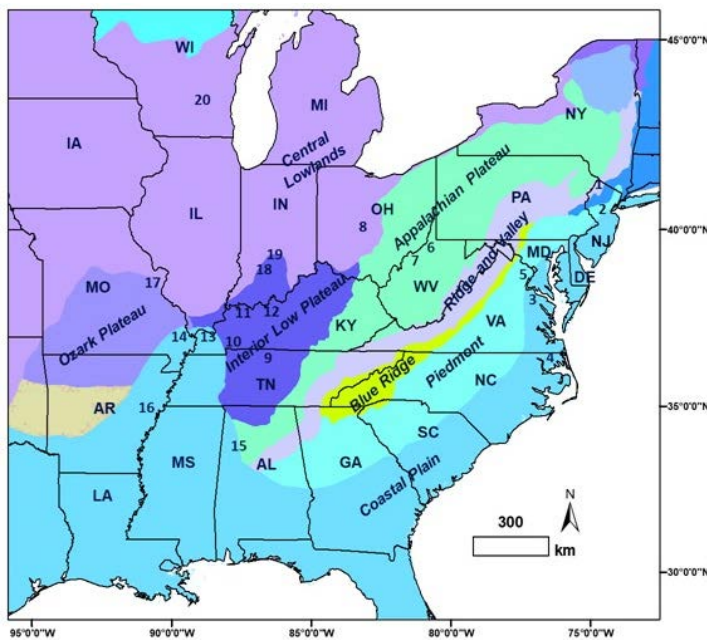 45°0'0"N
WI
20
MI
NY
IA
Central
Lowlands
Appalachian Plateau
PA
1
2
IL
IN
OH
8
40°0'0"N
NJ
MD
DE
6
7
5
3
19
18
WV
Ridge-and-Valley
MO
17
11
12
Interior Low Plateau
KY
VA
Ozark Plateau
14
13
10
9
TN
Blue Ridge
Piedmont
NC
4
AR
16
35°0'0"N
15
MS
AL
GA
SC
Coastal Plain
LA
N
300
km
30°0'0"N
95°0'0"W
90°0'0"W
85°0'0"W
80°0'0"W
75°0'0"W